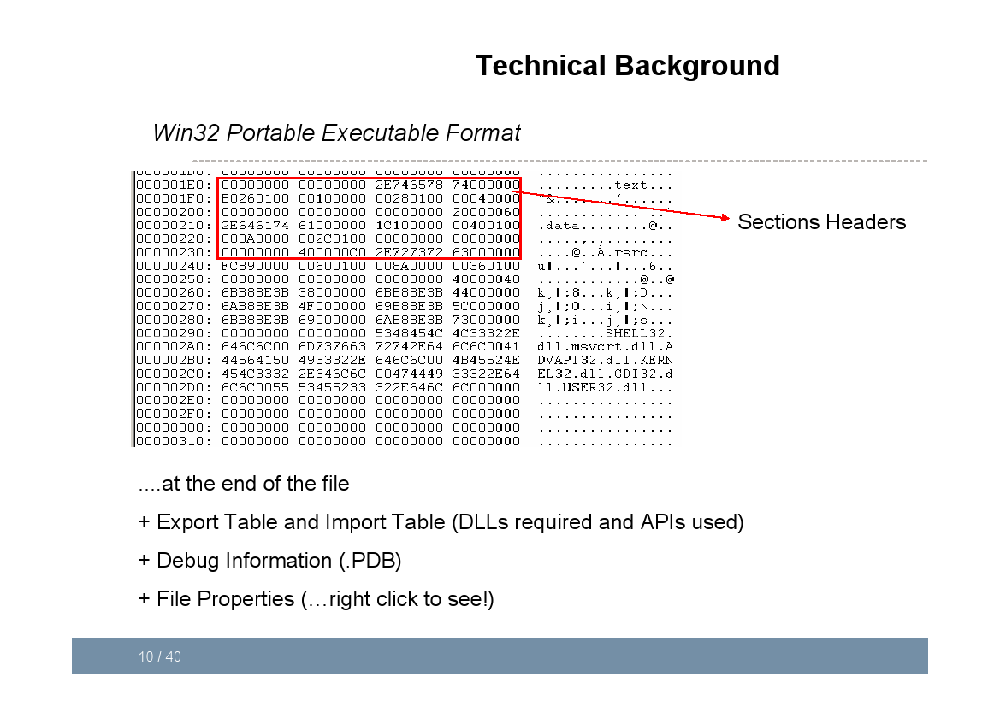 Technical Background
Win32 Portable Executable Format
000001D0: 00000000 00000000 00000000 00000000 ................
000001E0: 00000000 00000000 2E746578 74000000 .........text...
000001F0: B0260100 00100000 00280100 00040000 °&.......(......
00000200: 00000000 00000000 00000000 20000060 ............ ..`
00000210: 2E646174 61000000 1C100000 00400100 .data........@..
00000220: 000A0000 002C0100 00000000 00000000 .....,..........
00000230: 00000000 400000C0 2E727372 63000000 ....@..À.rsrc...
00000240: FC890000 00600100 008A0000 00360100 ü▮...`...▮...6..
00000250: 00000000 00000000 00000000 40000040 ............@..@
00000260: 6BB88E3B 38000000 6BB88E3B 44000000 k¸▮;8...k¸▮;D...
00000270: 6AB88E3B 4F000000 69B88E3B 5C000000 j¸▮;O...i¸▮;\...
00000280: 6BB88E3B 69000000 6AB88E3B 73000000 k¸▮;i...j¸▮;s...
00000290: 00000000 00000000 5348454C 4C33322E ........SHELL32.
000002A0: 646C6C00 6D737663 72742E64 6C6C0041 dll.msvcrt.dll.A
000002B0: 44564150 4933322E 646C6C00 4B45524E DVAPI32.dll.KERN
000002C0: 454C3332 2E646C6C 00474449 33322E64 EL32.dll.GDI32.d
000002D0: 6C6C0055 53455233 322E646C 6C000000 ll.USER32.dll...
000002E0: 00000000 00000000 00000000 00000000 ................
000002F0: 00000000 00000000 00000000 00000000 ................
00000300: 00000000 00000000 00000000 00000000 ................
00000310: 00000000 00000000 00000000 00000000 ................
Sections Headers
....at the end of the file
+ Export Table and Import Table (DLLs required and APIs used)
+ Debug Information (.PDB)
+ File Properties (…right click to see!)
10 / 40